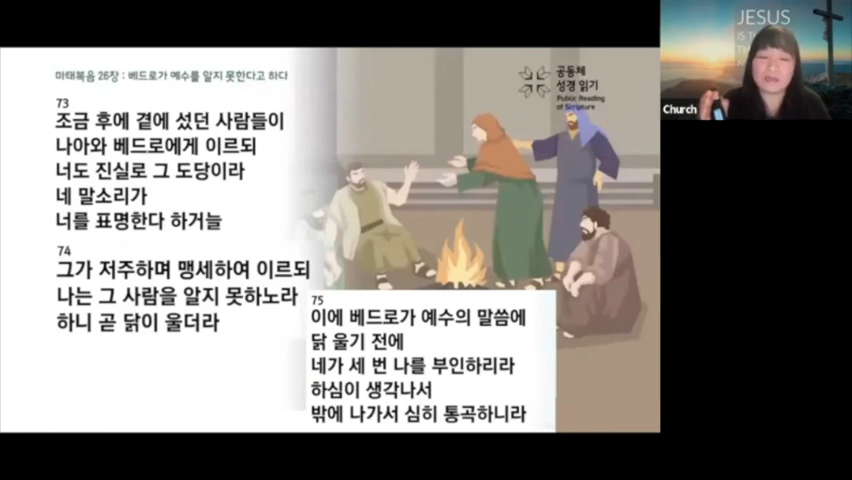 마태복음 26장 : 베드로가 예수를 알지 못한다고 하다
공동체
성경 읽기
Public Reading
of Scripture
73
조금 후에 곁에 섰던 사람들이
나아와 베드로에게 이르되
너도 진실로 그 도당이라
네 말소리가
너를 표명한다 하거늘
74
그가 저주하며 맹세하여 이르되
나는 그 사람을 알지 못하노라
하니 곧 닭이 울더라
75
이에 베드로가 예수의 말씀에
닭 울기 전에
네가 세 번 나를 부인하리라
하심이 생각나서
밖에 나가서 심히 통곡하니라
JESUS
Church